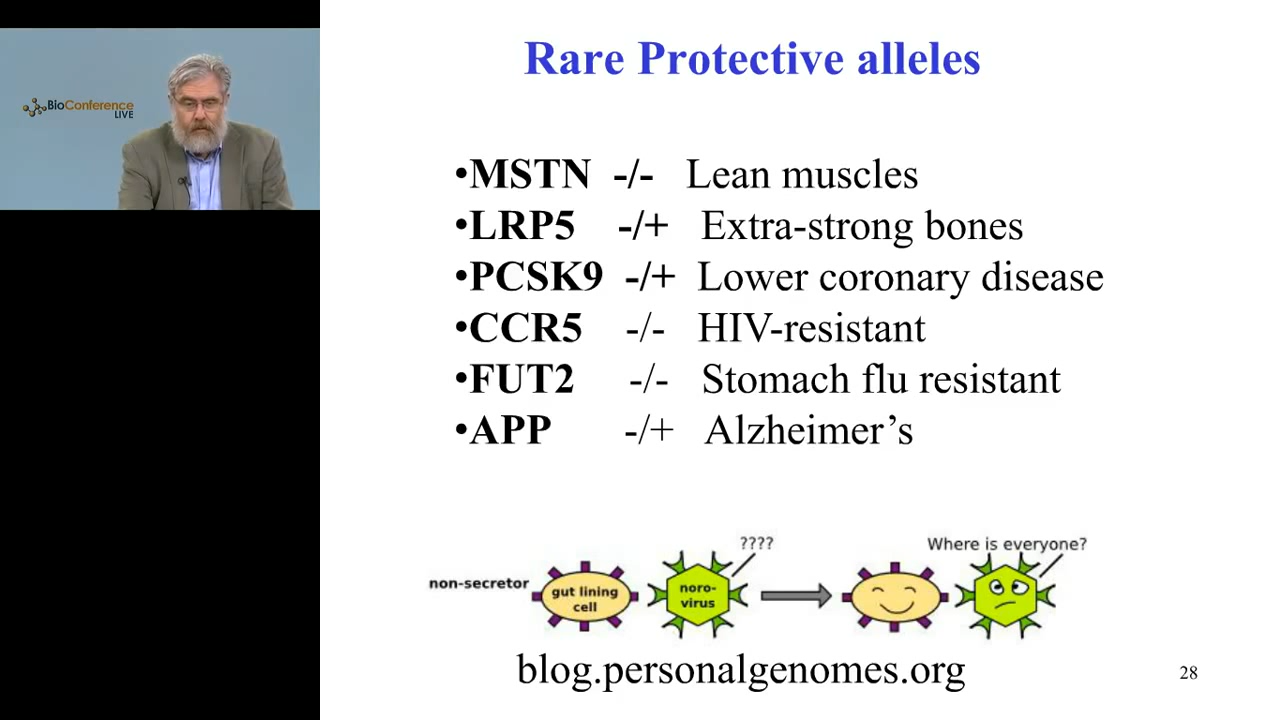 BioConference
LIVE
Rare Protective alleles
•MSTN -/- Lean muscles
•LRP5 -/+ Extra-strong bones
•PCSK9 -/+ Lower coronary disease
•CCR5 -/- HIV-resistant
•FUT2 -/- Stomach flu resistant
•APP -/+ Alzheimer’s
???? Where is everyone?
non-secretor
gut lining
cell
noro-
virus
blog.personalgenomes.org
28